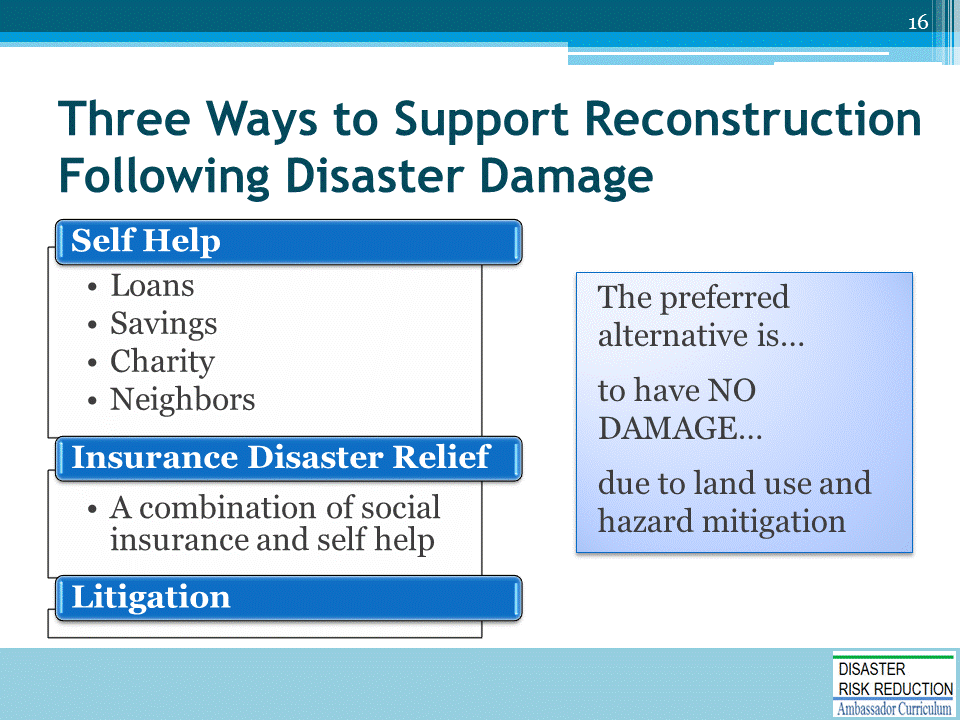 16
Three Ways to Support Reconstruction
Following Disaster Damage
Self Help
• Loans
• Savings
• Charity
• Neighbors
Insurance Disaster Relief
• A combination of social
insurance and self help
Litigation
The preferred
alternative is...
to have NO
DAMAGE...
due to land use and
hazard mitigation
DISASTER
RISK REDUCTION
Ambassador Curriculum